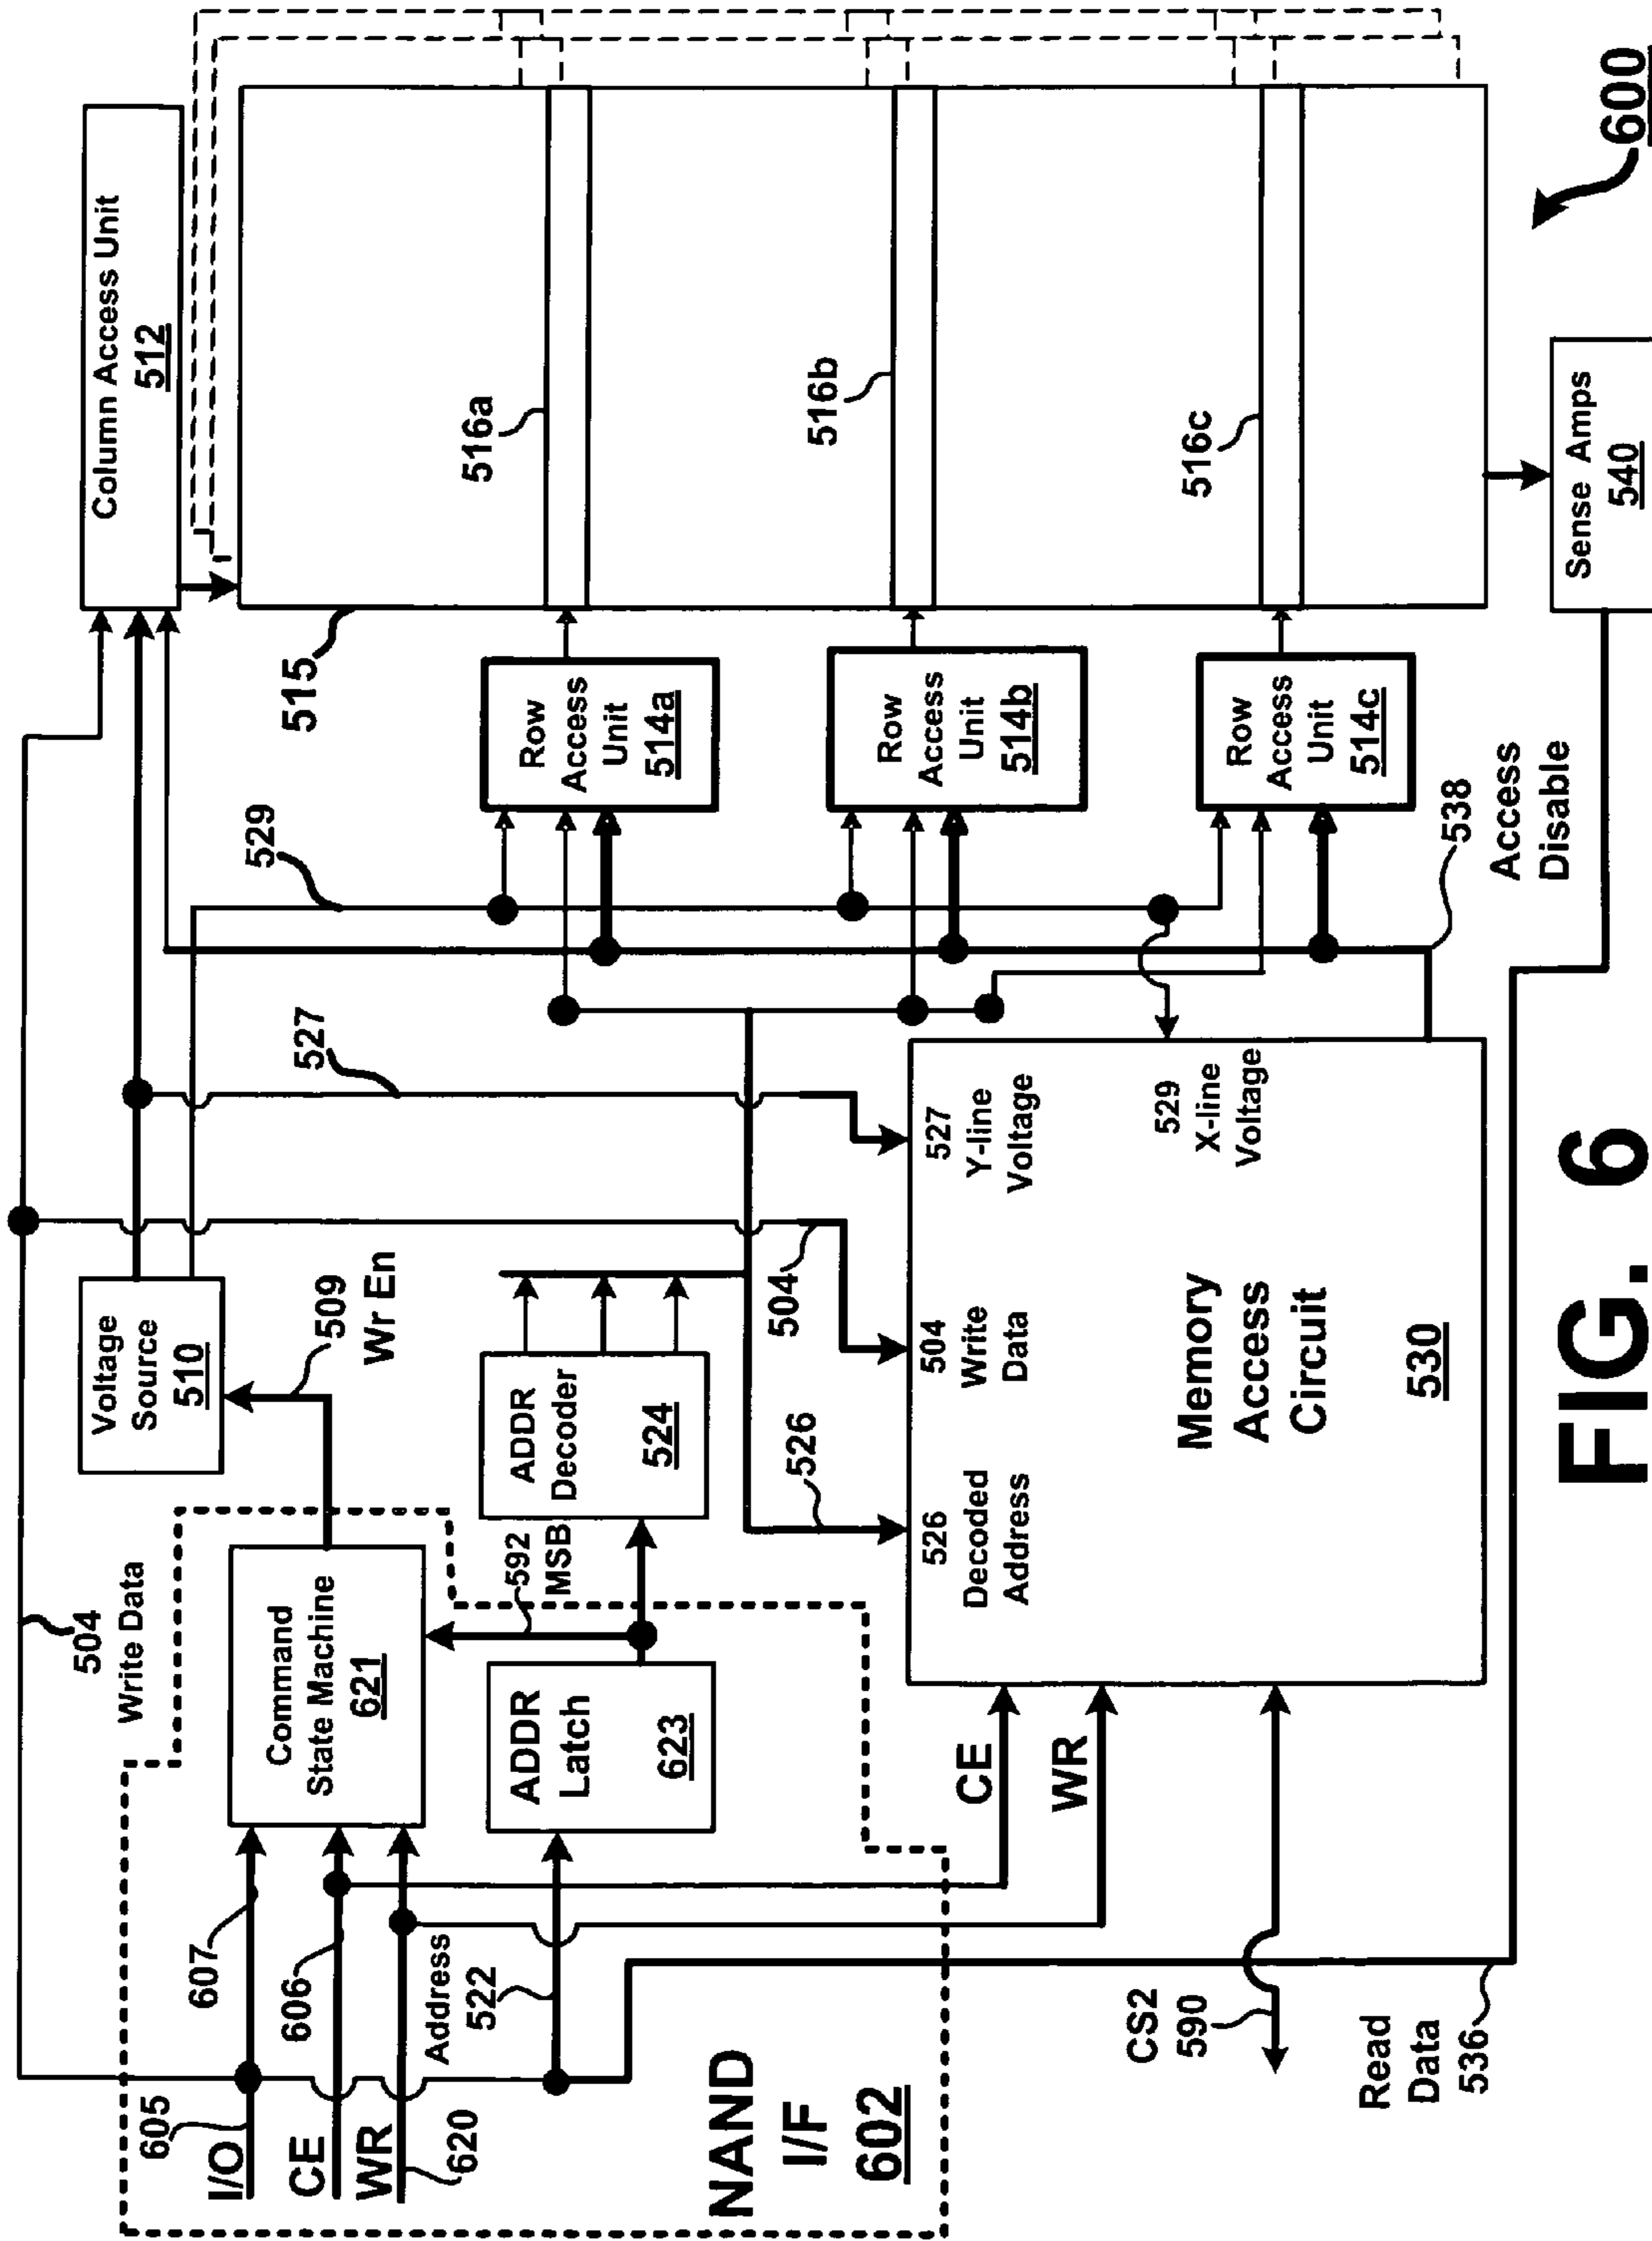 504
Write Data
Voltage
Source
510
509
Wr En
Column Access Unit
512
527
529
515
605
607
606
I/O
CE
WR
620
Address
522
Command
State Machine
621
592
MSB
ADDR
Latch
623
ADDR
Decoder
524
526
504
NAND
I/F
602
Row
Access
Unit
514a
516a
Row
Access
Unit
514b
516b
Row
Access
Unit
514c
516c
CE
WR
CS2
590
526
Decoded
Address
504
Write
Data
527
Y-line
Voltage
529
X-line
Voltage
Memory
Access
Circuit
530
538
Access
Disable
Read
Data
536
Sense Amps
540
600
FIG. 6